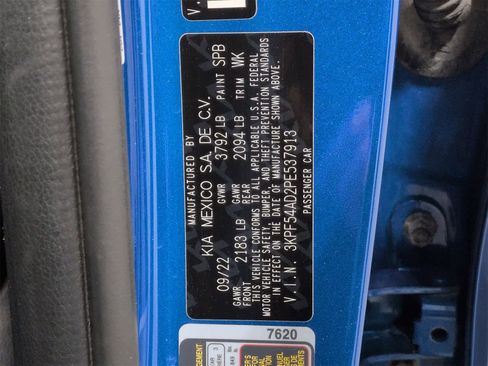 MANUFACTURED BY
KIA MEXICO S.A. DE C.V.
09/22 GVWR 3792 LB PAINT SPB
GAWR FRONT 2183 LB GAWR REAR 2094 LB TRIM WK
THIS VEHICLE CONFORMS TO ALL APPLICABLE U.S.A. FEDERAL
MOTOR VEHICLE SAFETY, BUMPER, AND THEFT PREVENTION STANDARDS
IN EFFECT ON THE DATE OF MANUFACTURE SHOWN ABOVE.
V.I.N. 3KPF54AD2PE537913
PASSENGER CAR
7620